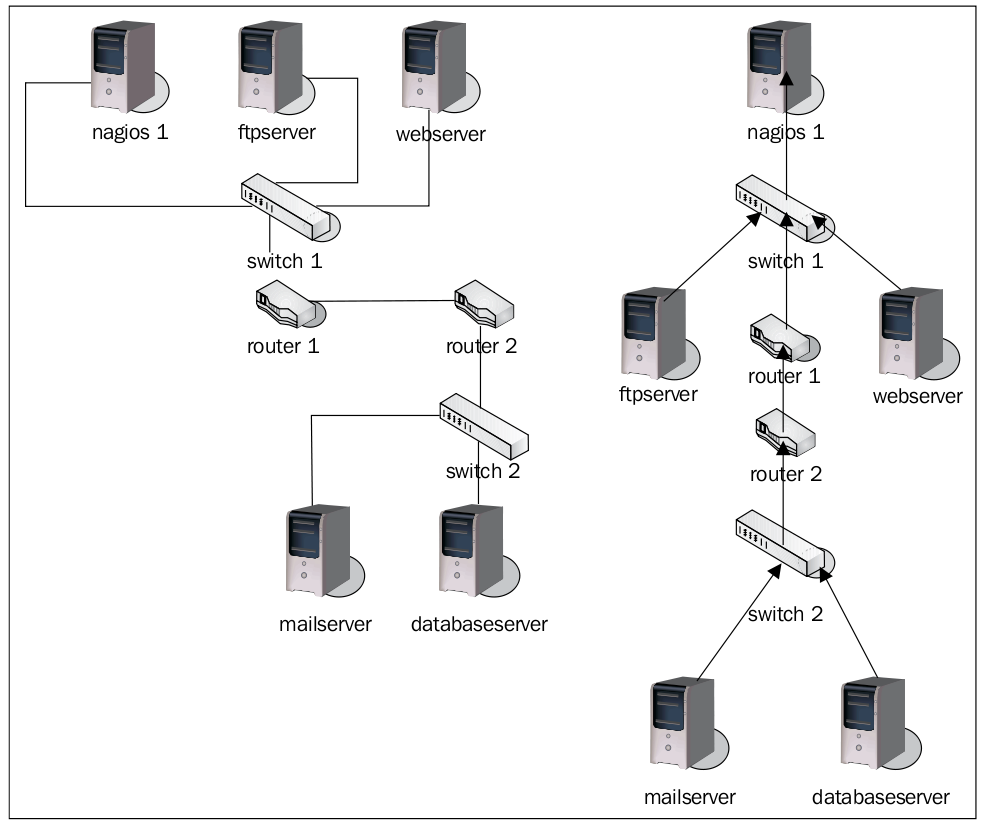 nagios 1
ftpserver
webserver
switch 1
router 1
router 2
switch 2
mailserver
databaseserver
nagios 1
switch 1
ftpserver
router 1
webserver
router 2
switch 2
mailserver
databaseserver